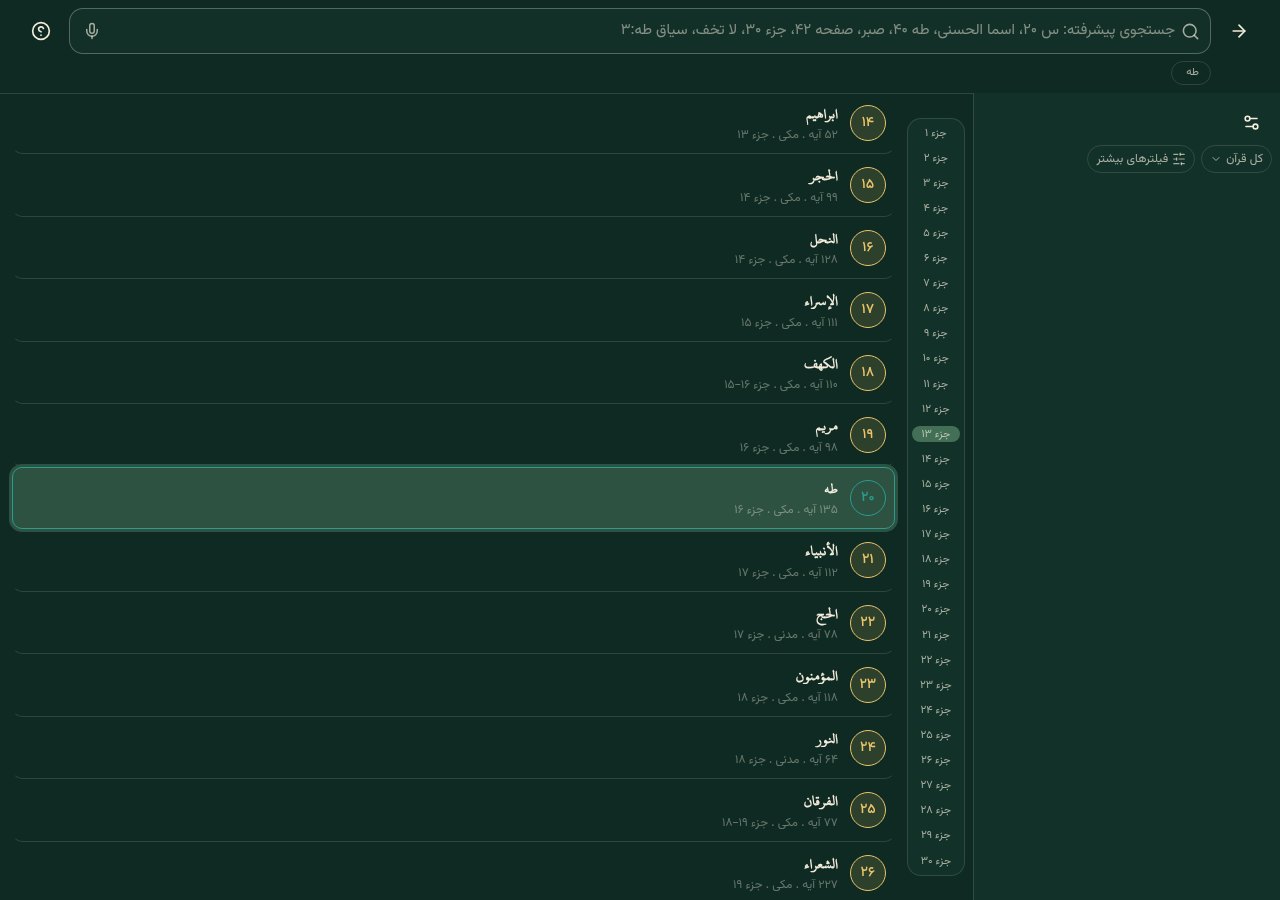 جستجوی پیشرفته: س ۲۰، اسما الحسنی، طه ۴۰، صبر، صفحه ۴۲، جزء ۳۰، لا تخف، سیاق طه:۳
طه
کل قرآن
فیلترهای بیشتر
جزء ۱
جزء ۲
جزء ۳
جزء ۴
جزء ۵
جزء ۶
جزء ۷
جزء ۸
جزء ۹
جزء ۱۰
جزء ۱۱
جزء ۱۲
جزء ۱۳
جزء ۱۴
جزء ۱۵
جزء ۱۶
جزء ۱۷
جزء ۱۸
جزء ۱۹
جزء ۲۰
جزء ۲۱
جزء ۲۲
جزء ۲۳
جزء ۲۴
جزء ۲۵
جزء ۲۶
جزء ۲۷
جزء ۲۸
جزء ۲۹
جزء ۳۰
۱۴ ابراهيم
۵۲ آیه . مکی . جزء ۱۳
۱۵ الحجر
۹۹ آیه . مکی . جزء ۱۴
۱۶ النحل
۱۲۸ آیه . مکی . جزء ۱۴
۱۷ الإسراء
۱۱۱ آیه . مکی . جزء ۱۵
۱۸ الكهف
۱۱۰ آیه . مکی . جزء ۱۶–۱۵
۱۹ مريم
۹۸ آیه . مکی . جزء ۱۶
۲۰ طه
۱۳۵ آیه . مکی . جزء ۱۶
۲۱ الأنبياء
۱۱۲ آیه . مکی . جزء ۱۷
۲۲ الحج
۷۸ آیه . مدنی . جزء ۱۷
۲۳ المؤمنون
۱۱۸ آیه . مکی . جزء ۱۸
۲۴ النور
۶۴ آیه . مدنی . جزء ۱۸
۲۵ الفرقان
۷۷ آیه . مکی . جزء ۱۹–۱۸
۲۶ الشعراء
۲۲۷ آیه . مکی . جزء ۱۹